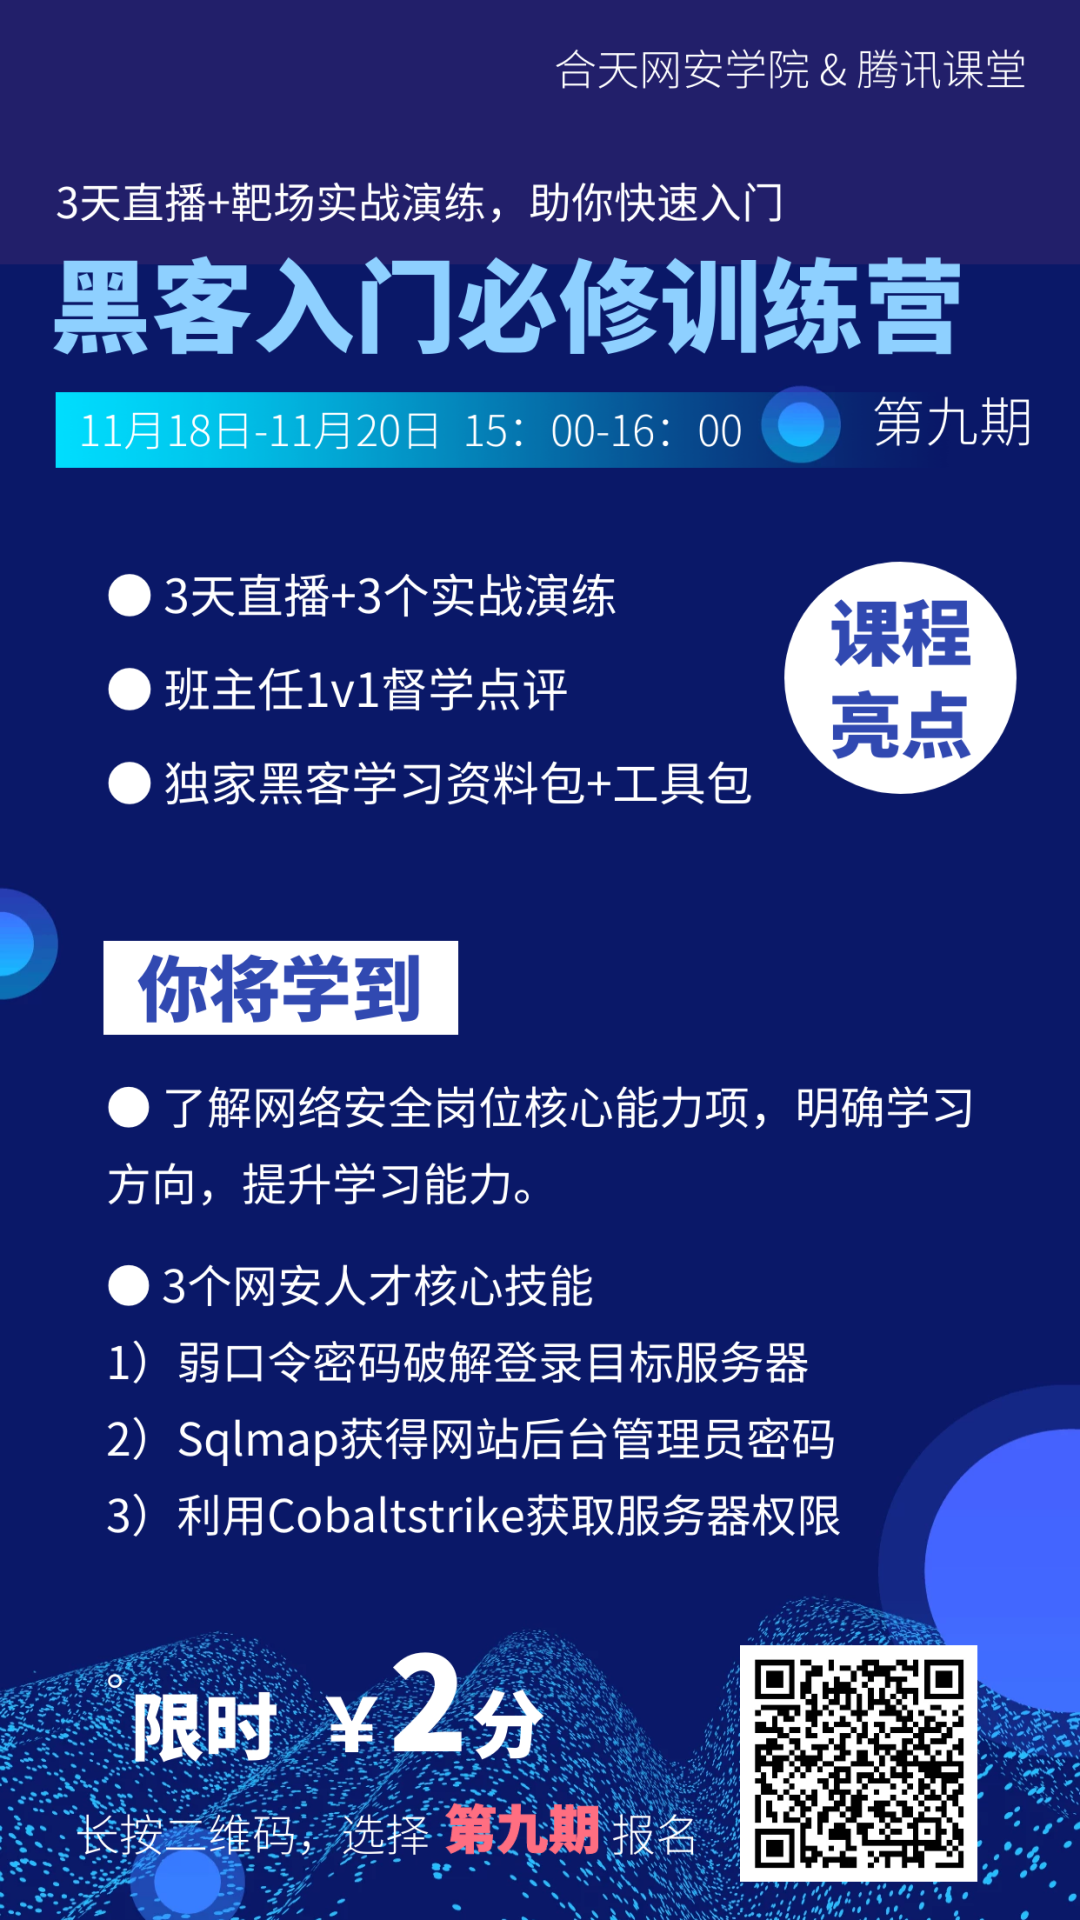 合天网安学院 & 腾讯课堂
3天直播+靶场实战演练，助你快速入门
黑客入门必修训练营
11月18日-11月20日 15：00-16：00
第九期
● 3天直播+3个实战演练
● 班主任1v1督学点评
● 独家黑客学习资料包+工具包
课程
亮点
你将学到
● 了解网络安全岗位核心能力项，明确学习
方向，提升学习能力。
● 3个网安人才核心技能
1）弱口令密码破解登录目标服务器
2）Sqlmap获得网站后台管理员密码
3）利用Cobaltstrike获取服务器权限
限时 ¥2分
长按二维码，选择 第九期 报名